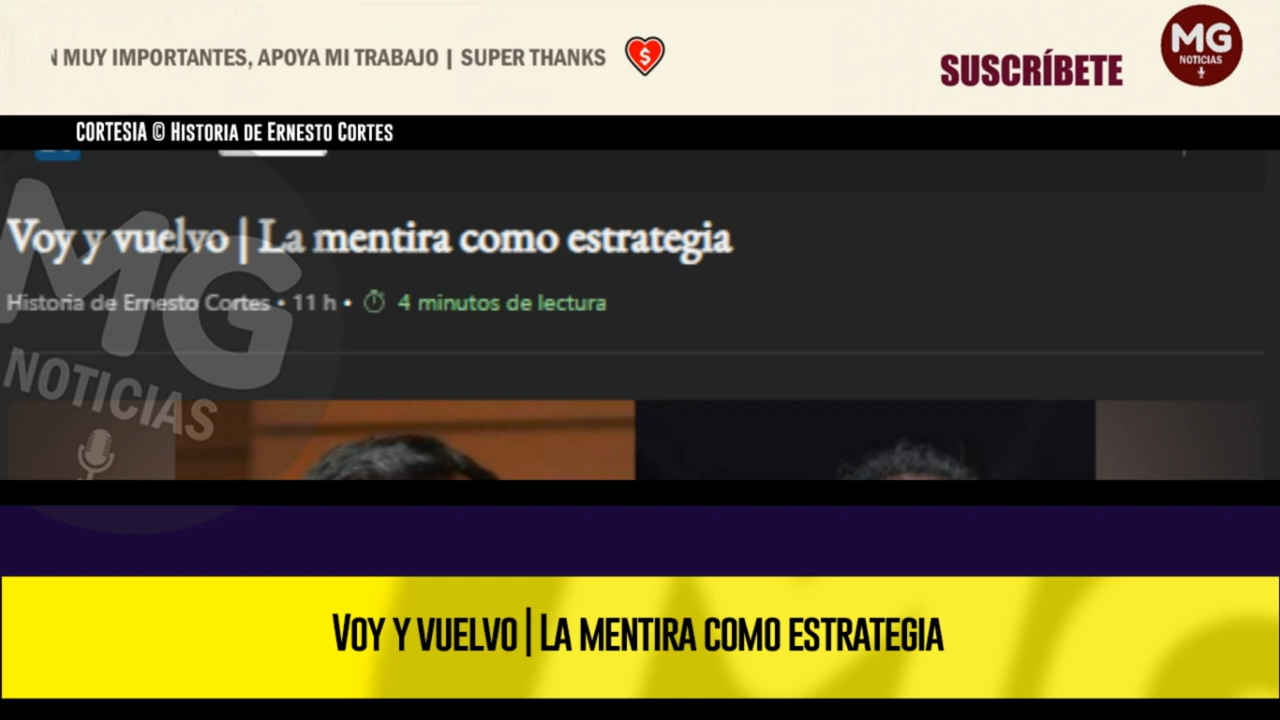 N MUY IMPORTANTES, APOYA MI TRABAJO | SUPER THANKS
SUSCRÍBETE
MG
NOTICIAS
CORTESIA © HISTORIA DE ERNESTO CORTES
Voy y vuelvo | La mentira como estrategia
Historia de Ernesto Cortes • 11 h • 4 minutos de lectura
MG
NOTICIAS
VOY Y VUELVO | LA MENTIRA COMO ESTRATEGIA